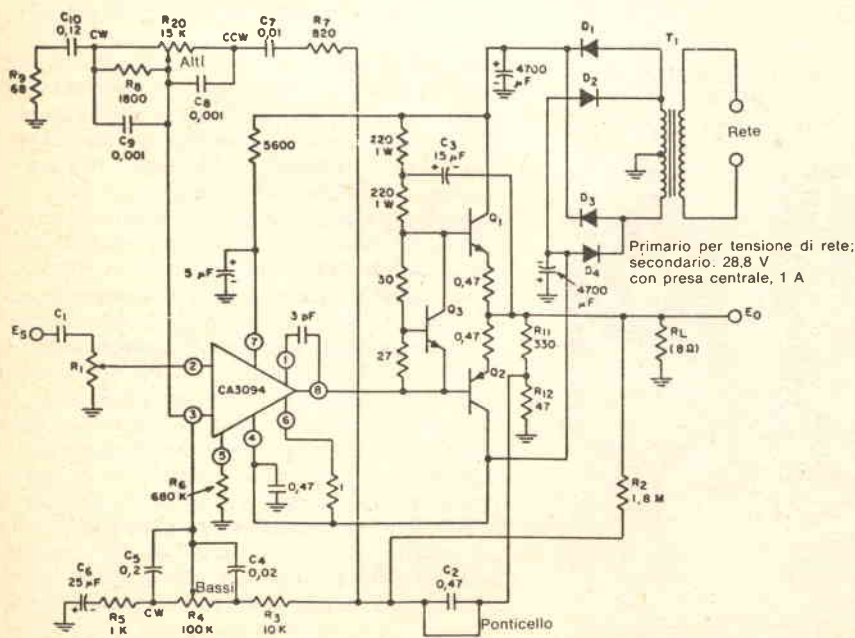 C10
0,12
CW
R20
15 K
CCW
C7
0,01
R7
820
Alti
R9
68
R8
1800
C8
0,001
C9
0,001
4700
µF
D1
D2
D3
D4
T1
Rete
5600
220
1 W
C3
15 µF
220
1 W
Q1
Primario per tensione di rete;
secondario: 28,8 V
con presa centrale, 1 A
4700
µF
5 µF
30
0,47
Q3
3 pF
0,47
27
ES
C1
R1
7
1
2
8
CA3094
3
6
5
4
Q2
R11
330
R12
47
EO
RL
(8Ω)
R6
680 K
0,47
1
R2
1,8 M
C6
25 µF
C5
0,2
Bassi
C4
0,02
C2
0,47
R5
1 K
CW
R4
100K
R3
10 K
Ponticello